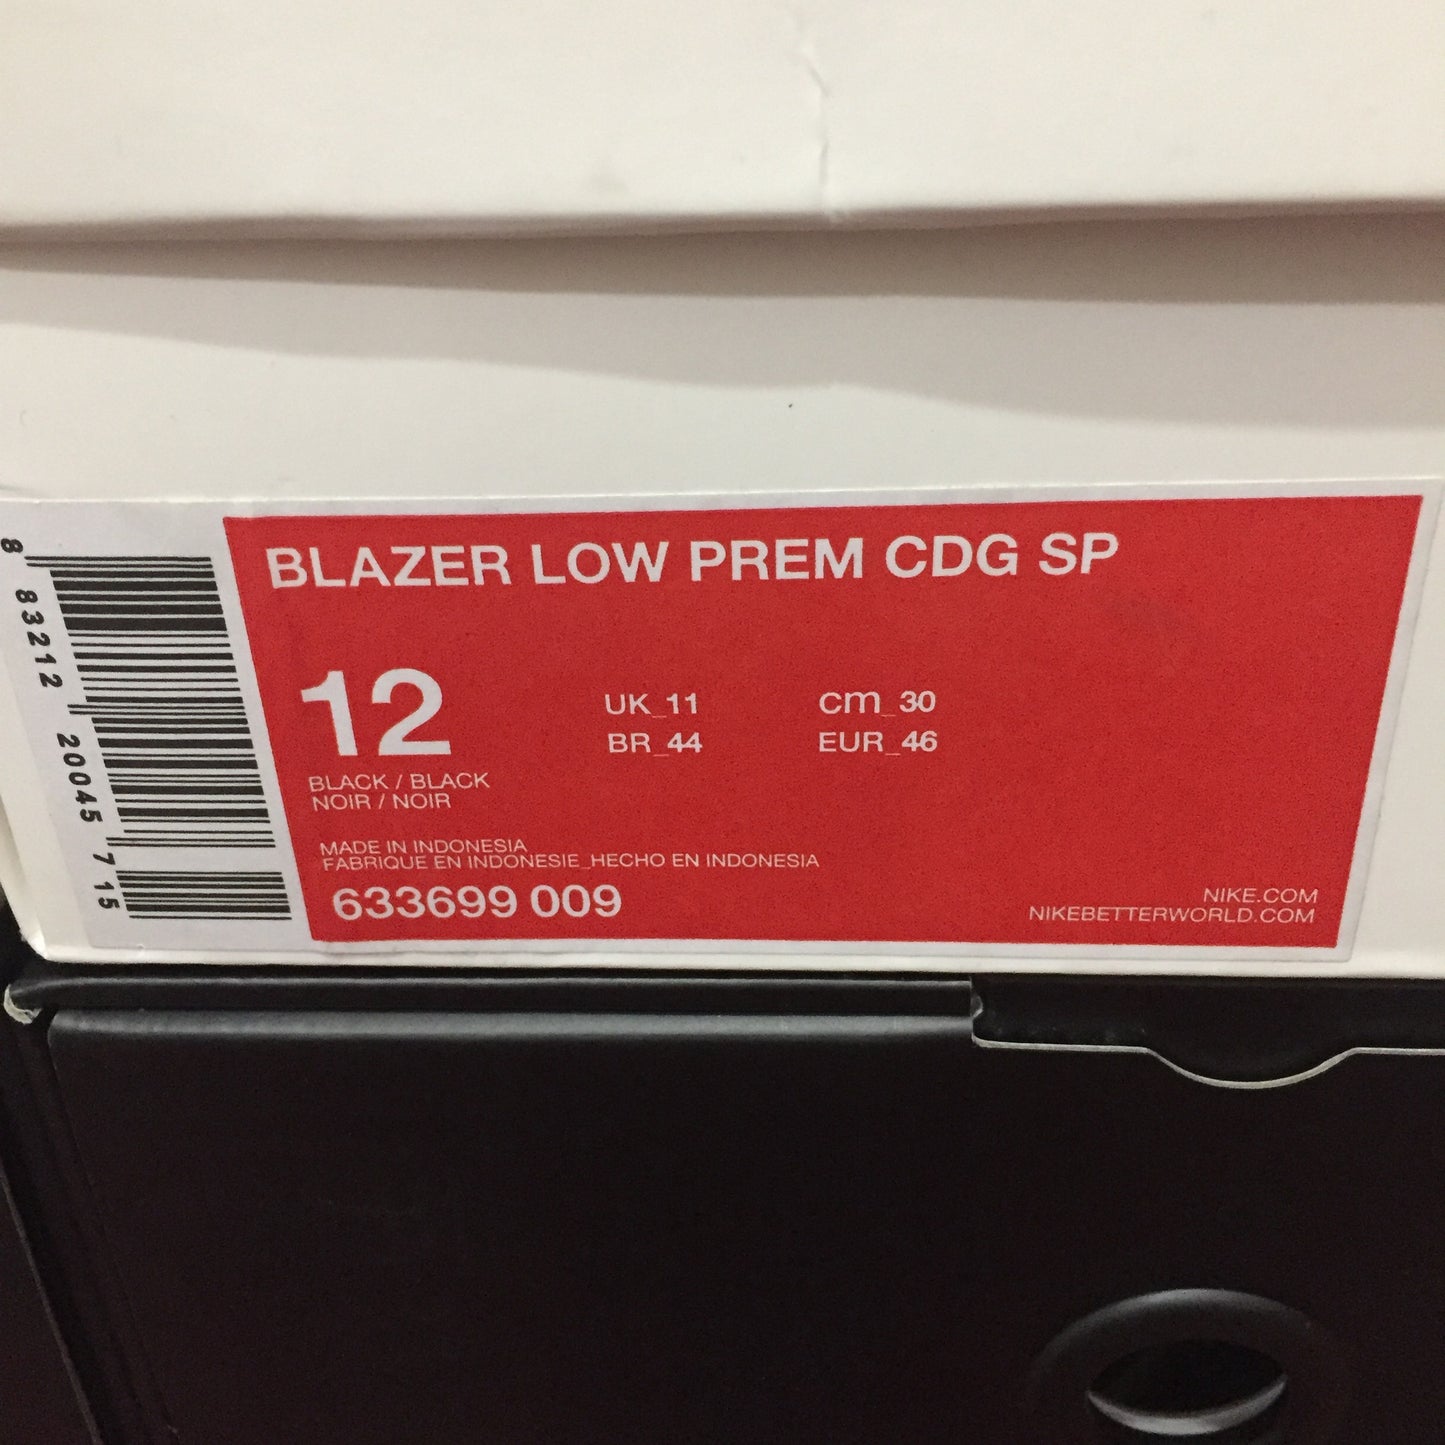 BLAZER LOW PREM CDG SP
12
UK_11 cm_30
BR_44 EUR_46
BLACK / BLACK
NOIR / NOIR
MADE IN INDONESIA
FABRIQUE EN INDONESIE_HECHO EN INDONESIA
633699 009
NIKE.COM
NIKEBETTERWORLD.COM
8 83212 20045 7 15